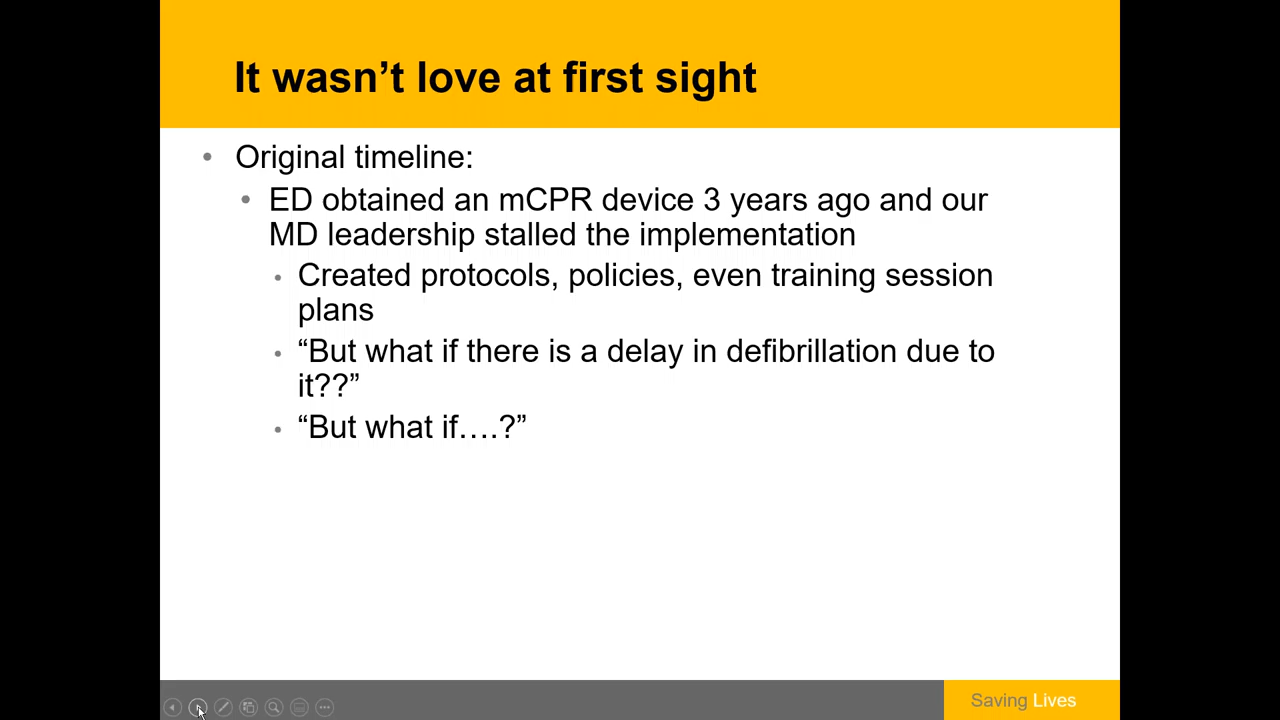 It wasn’t love at first sight
• Original timeline:
• ED obtained an mCPR device 3 years ago and our
MD leadership stalled the implementation
• Created protocols, policies, even training session
plans
• “But what if there is a delay in defibrillation due to
it??”
• “But what if….?”
Saving Lives